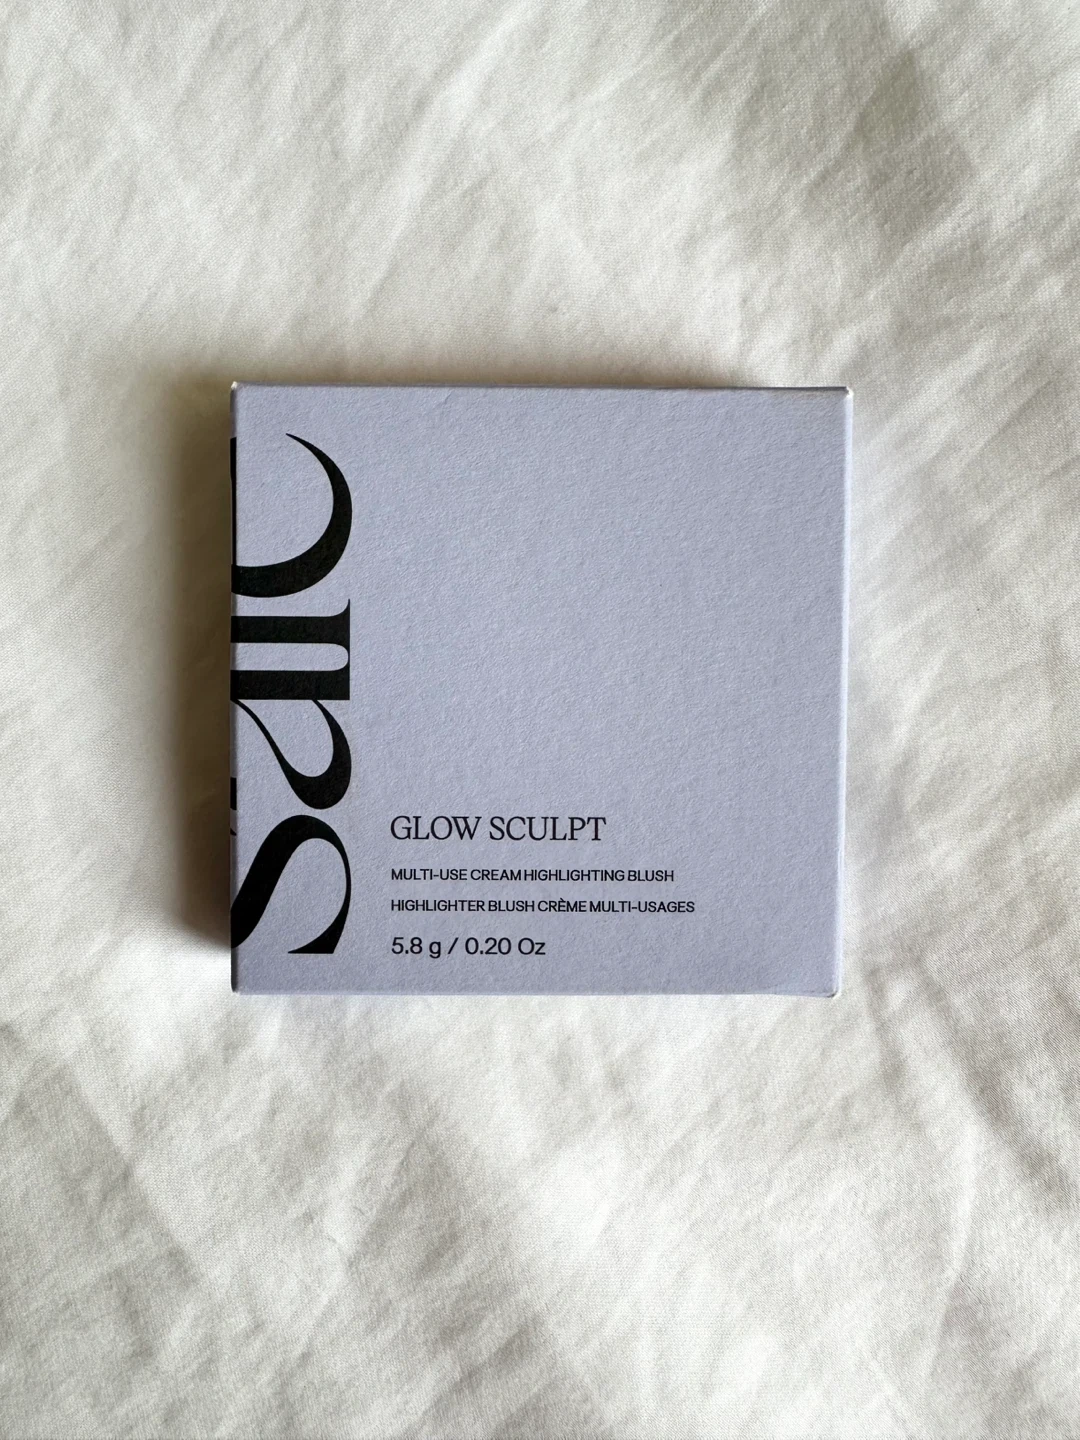 Saie
GLOW SCULPT
MULTI-USE CREAM HIGHLIGHTING BLUSH
HIGHLIGHTER BLUSH CRÈME MULTI-USAGES
5.8 g / 0.20 Oz